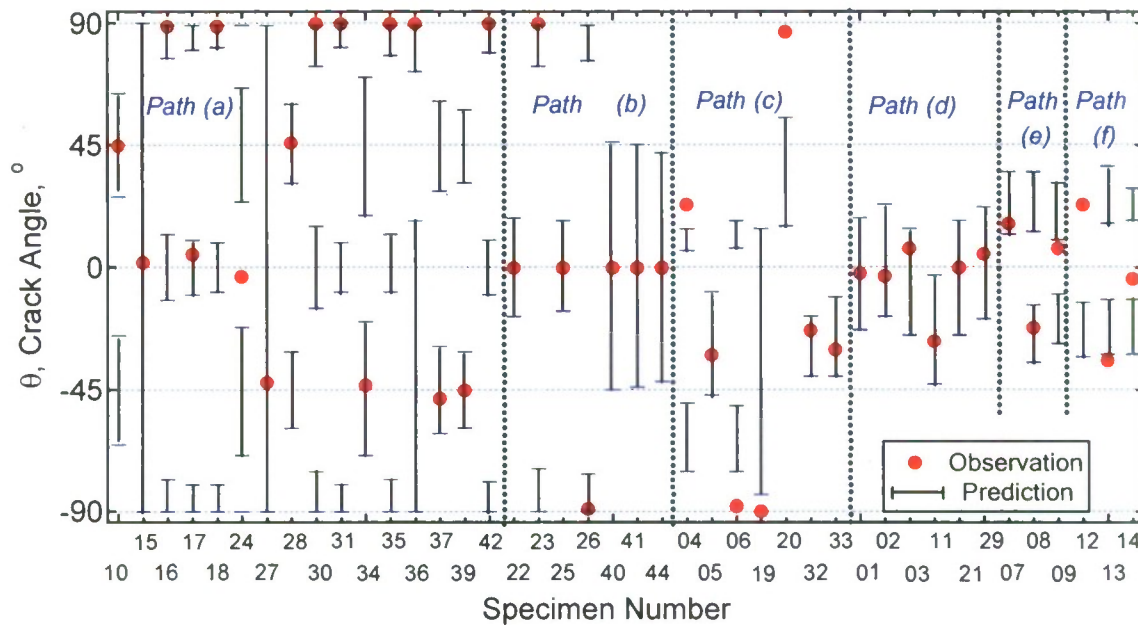 90
45
0
-45
-90
θ, Crack Angle, °
Path (a)
Path (b)
Path (c)
Path (d)
Path
(e)
Path
(f)
Observation
Prediction
15 17 24 28 31 35 37 42 23 26 41 04 06 20 33 02 11 29 08 12 14
10 16 18 27 30 34 36 39 22 25 40 44 05 19 32 01 03 21 07 09 13
Specimen Number